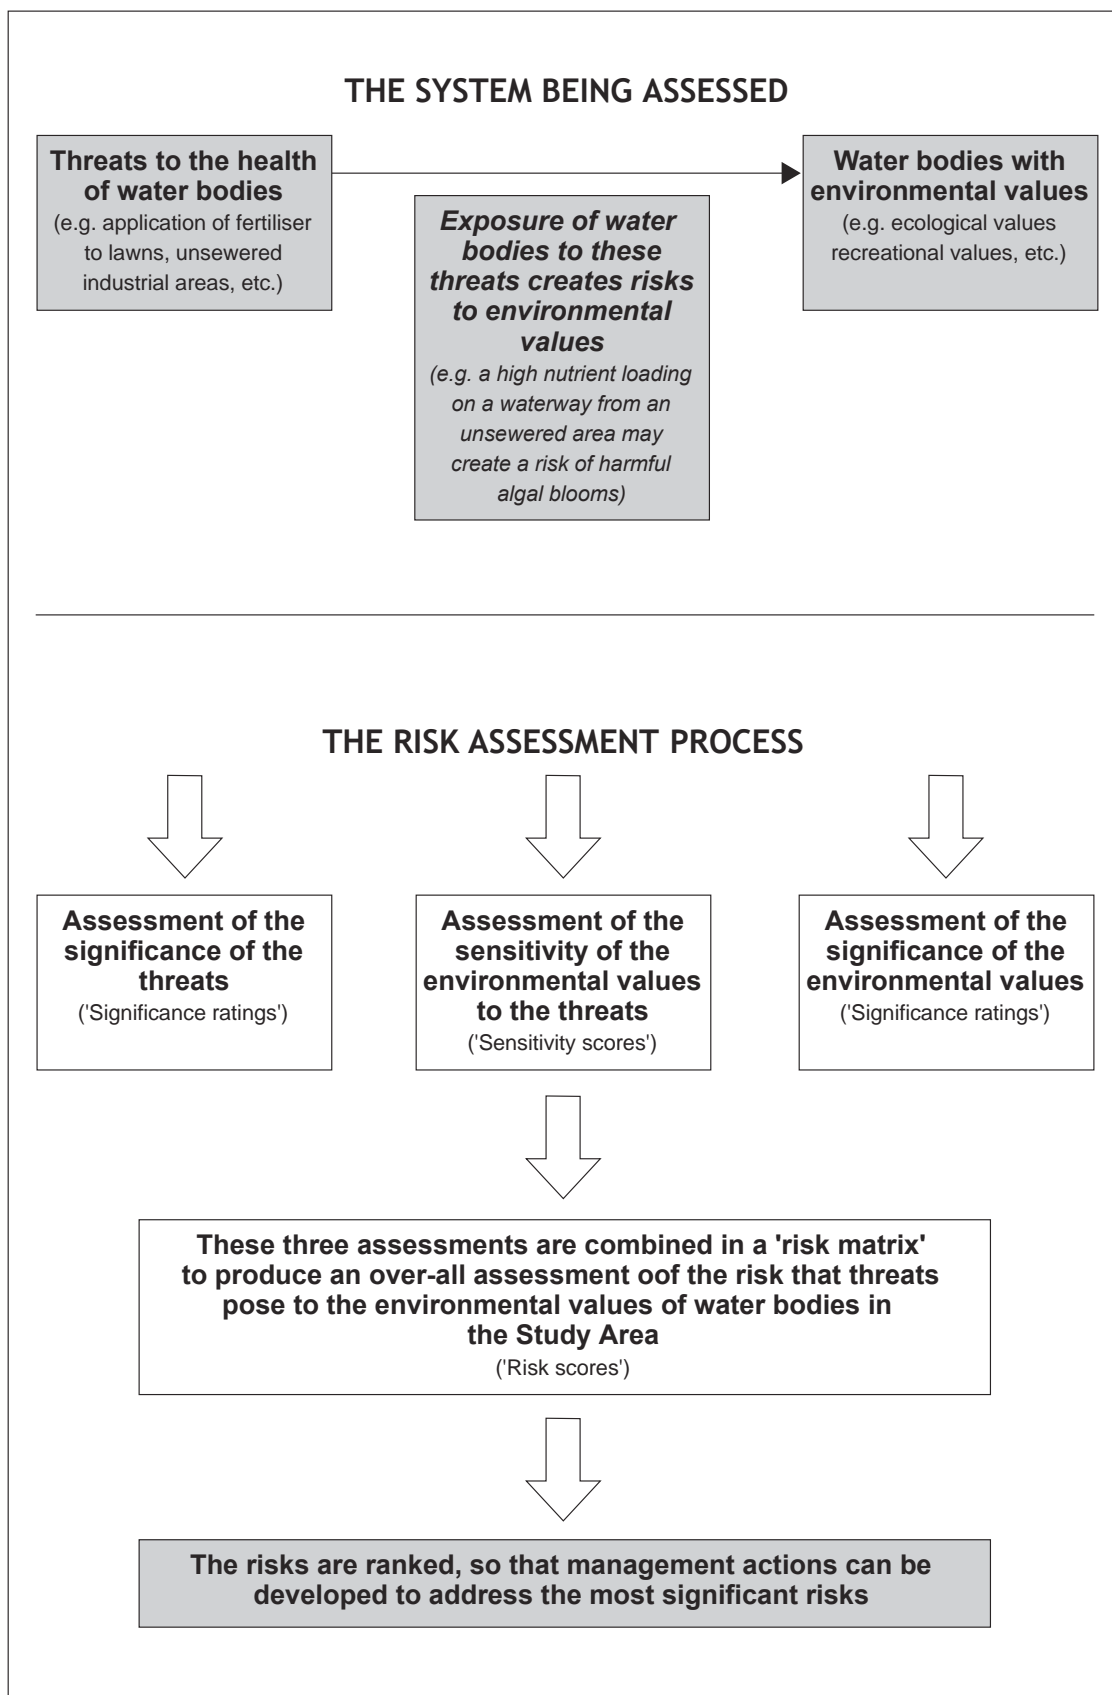 THE SYSTEM BEING ASSESSED
Threats to the health
of water bodies
(e.g. application of fertiliser
to lawns, unsewered
industrial areas, etc.)
Exposure of water
bodies to these
threats creates risks
to environmental
values
(e.g. a high nutrient loading
on a waterway from an
unsewered area may
create a risk of harmful
algal blooms)
Water bodies with
environmental values
(e.g. ecological values
recreational values, etc.)
THE RISK ASSESSMENT PROCESS
Assessment of the
significance of the
threats
('Significance ratings')
Assessment of the
sensitivity of the
environmental values
to the threats
('Sensitivity scores')
Assessment of the
significance of the
environmental values
('Significance ratings')
These three assessments are combined in a 'risk matrix'
to produce an over-all assessment oof the risk that threats
pose to the environmental values of water bodies in
the Study Area
('Risk scores')
The risks are ranked, so that management actions can be
developed to address the most significant risks